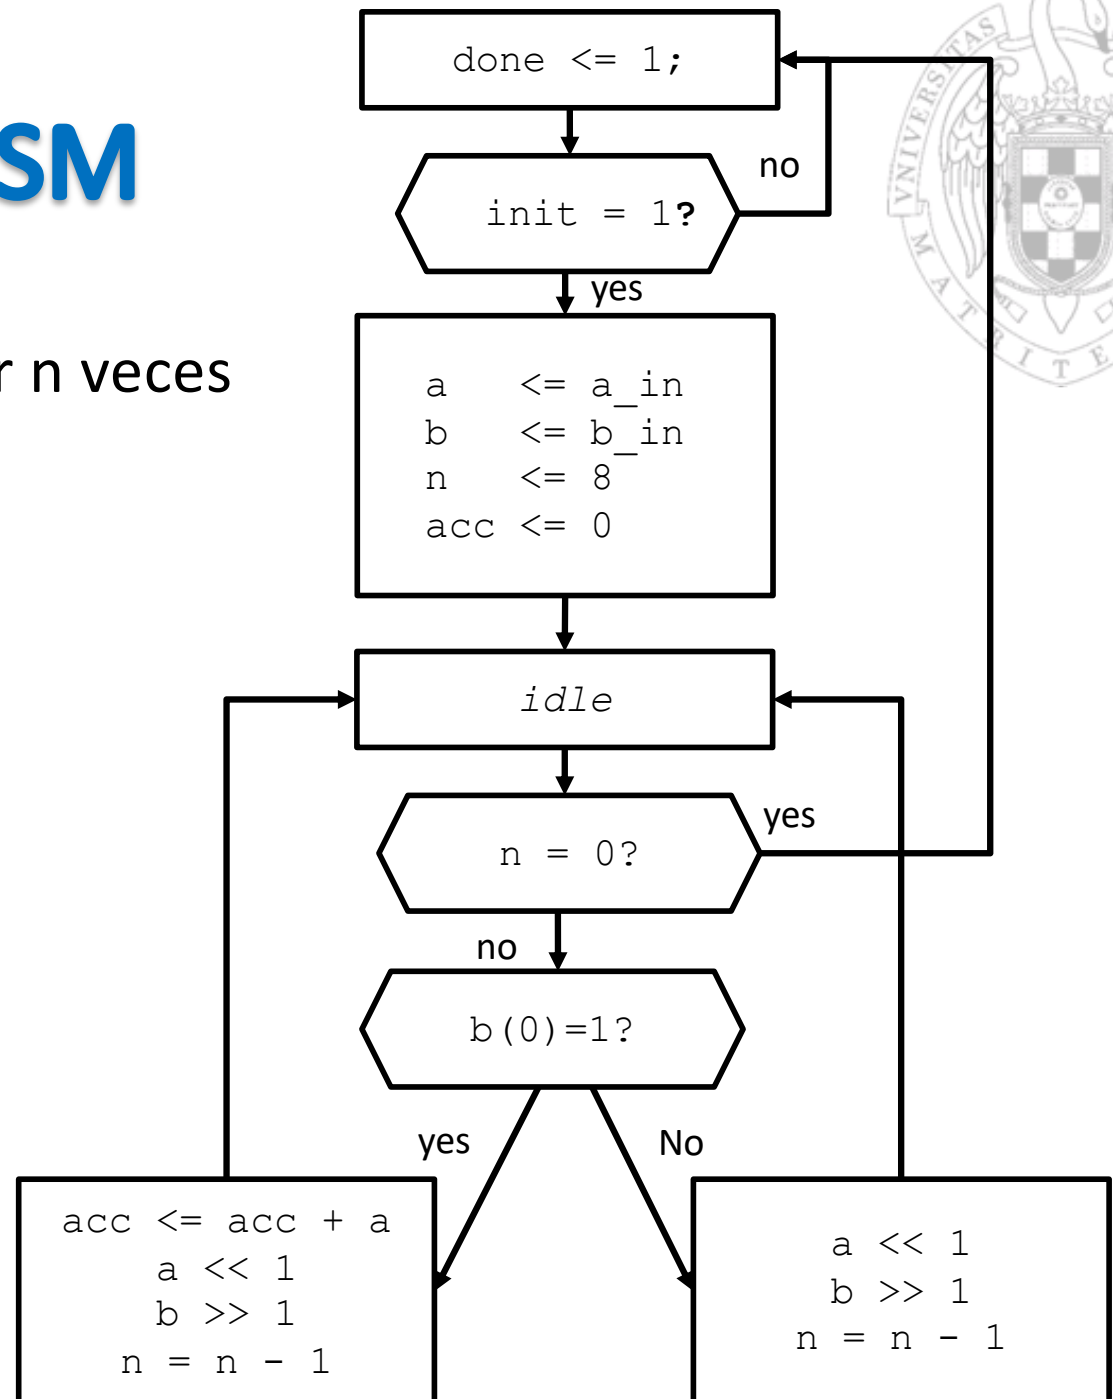 done <= 1;
SM
init = 1?
no
yes
r n veces
a <= a_in
b <= b_in
n <= 8
acc <= 0
idle
n = 0?
yes
no
b(0)=1?
yes
No
acc <= acc + a
a << 1
b >> 1
n = n - 1
a << 1
b >> 1
n = n - 1